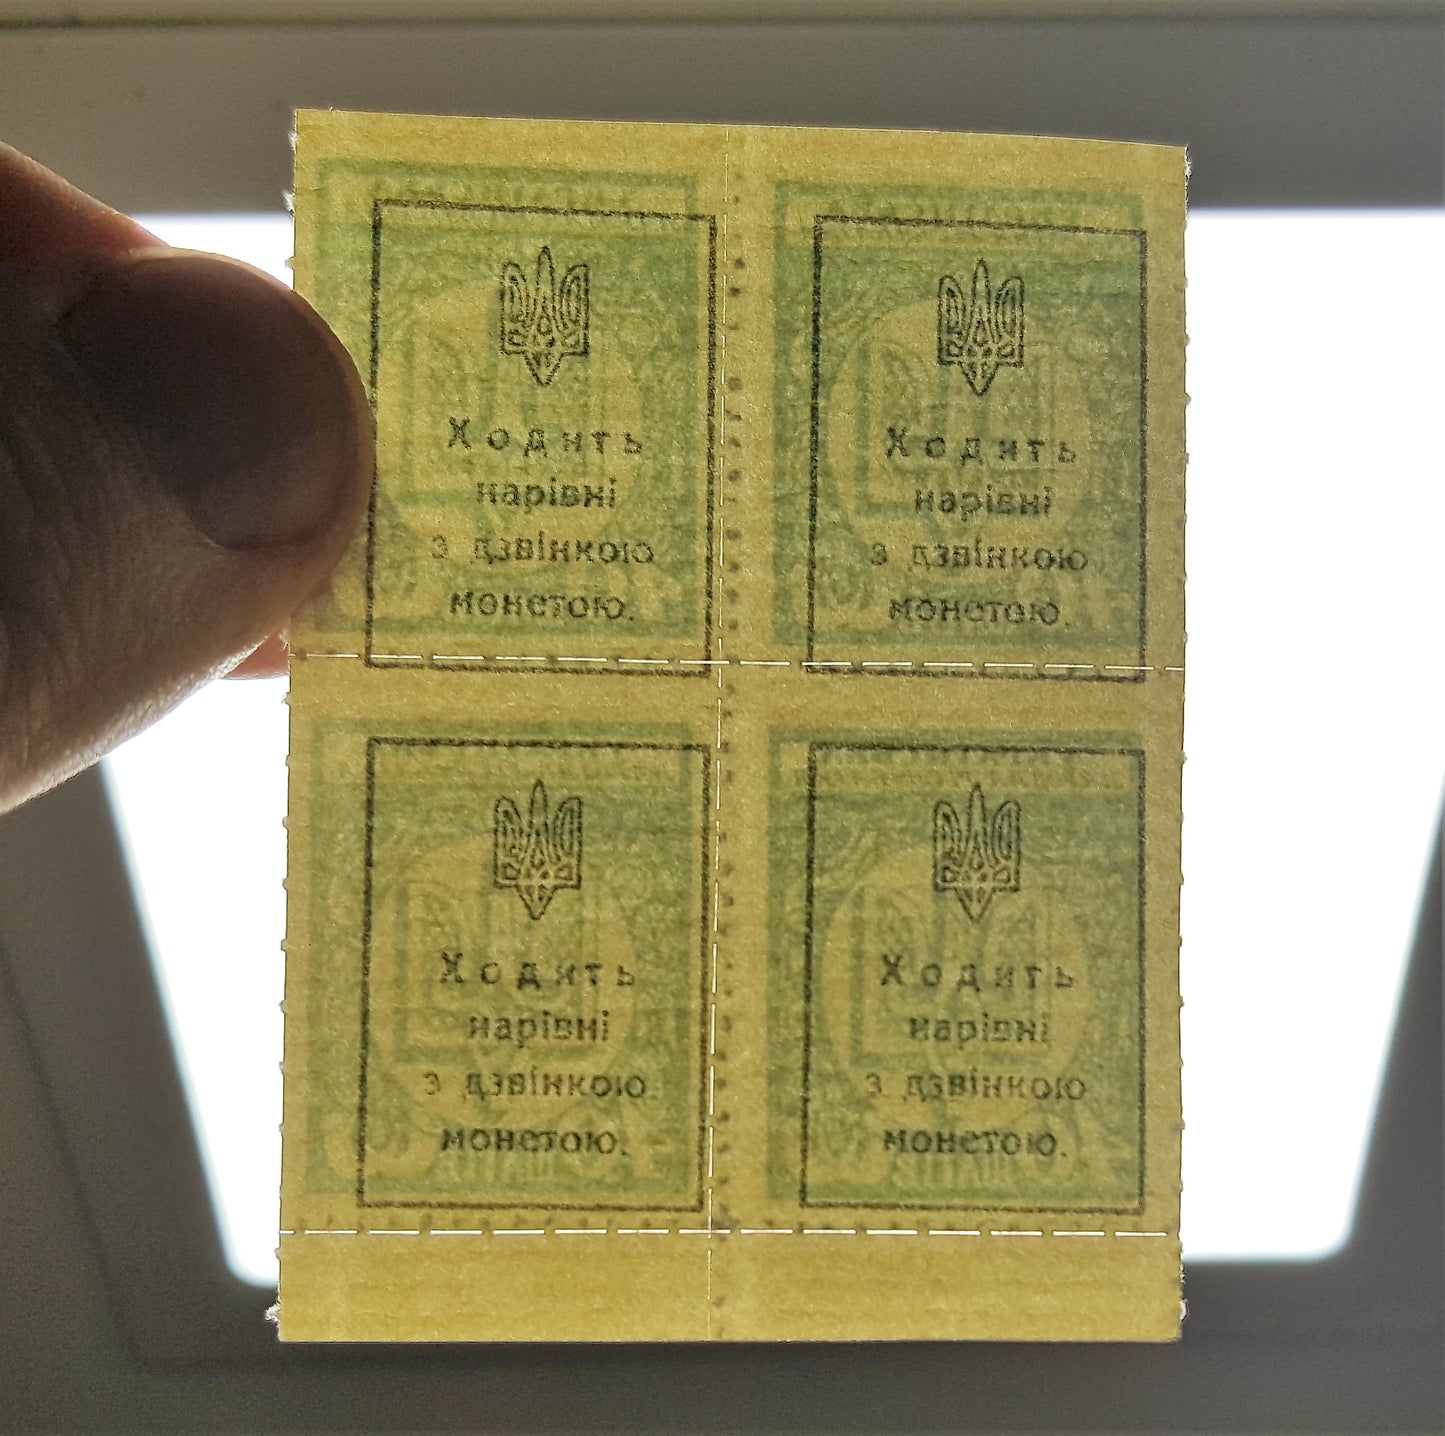 Ходить
нарівні
з дзвінкою
монетою.
Ходить
нарівні
з дзвінкою
монетою.
Ходить
нарівні
з дзвінкою
монетою.
Ходить
нарівні
з дзвінкою
монетою.